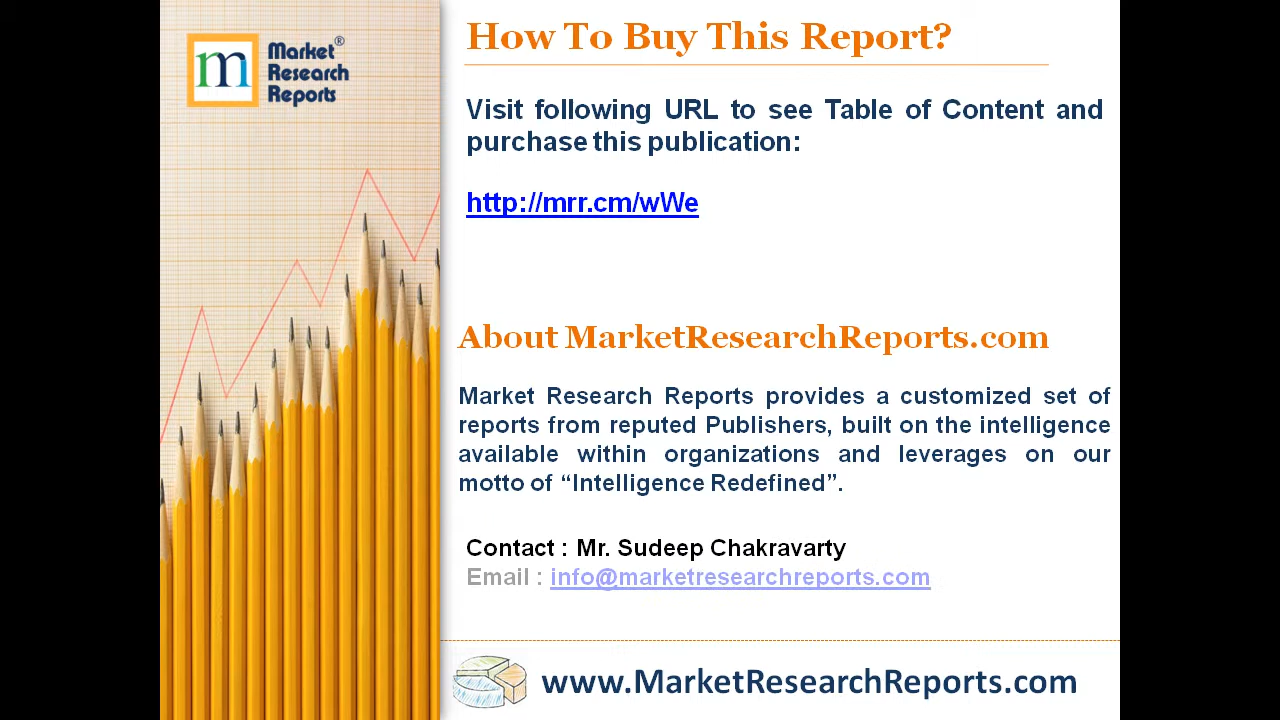 Market®
Research
Reports
How To Buy This Report?
Visit following URL to see Table of Content and
purchase this publication:
http://mrr.cm/wWe
About MarketResearchReports.com
Market Research Reports provides a customized set of
reports from reputed Publishers, built on the intelligence
available within organizations and leverages on our
motto of “Intelligence Redefined”.
Contact : Mr. Sudeep Chakravarty
Email : info@marketresearchreports.com
www.MarketResearchReports.com